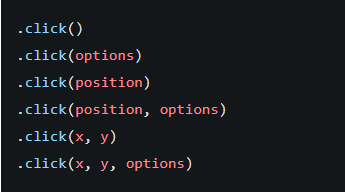 .click()
.click(options)
.click(position)
.click(position, options)
.click(x, y)
.click(x, y, options)